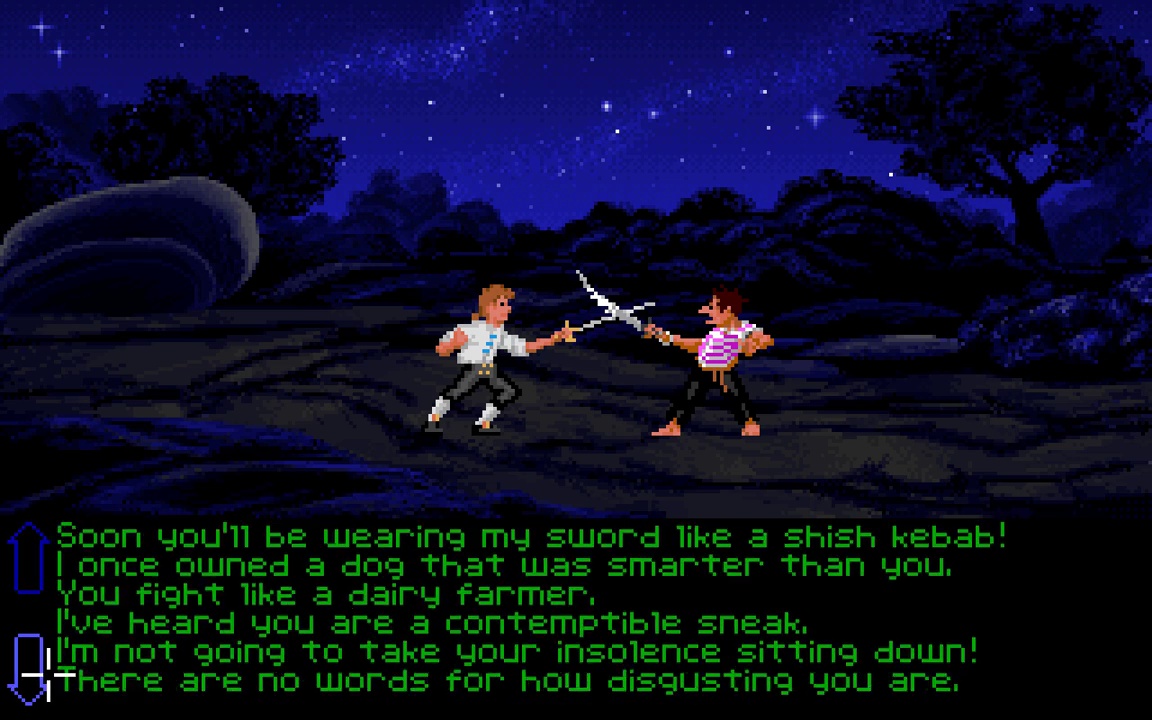 Soon you'll be wearing my sword like a shish kebab!
I once owned a dog that was smarter than you.
You fight like a dairy farmer.
I've heard you are a contemptible sneak.
I'm not going to take your insolence sitting down!
There are no words for how disgusting you are.